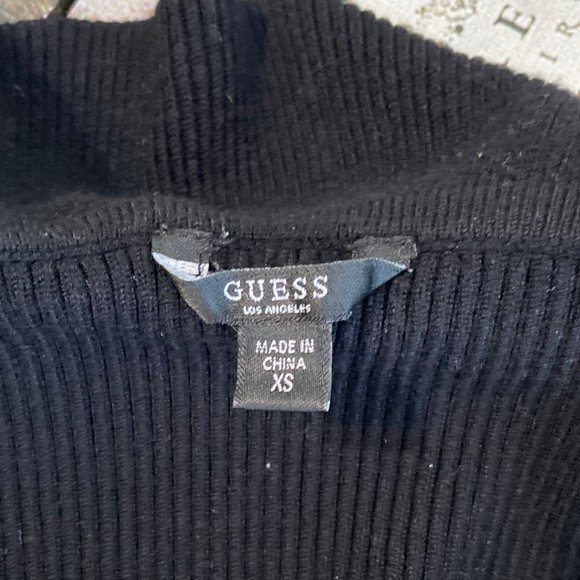 E
I R
GUESS
LOS ANGELES
MADE IN
CHINA
XS